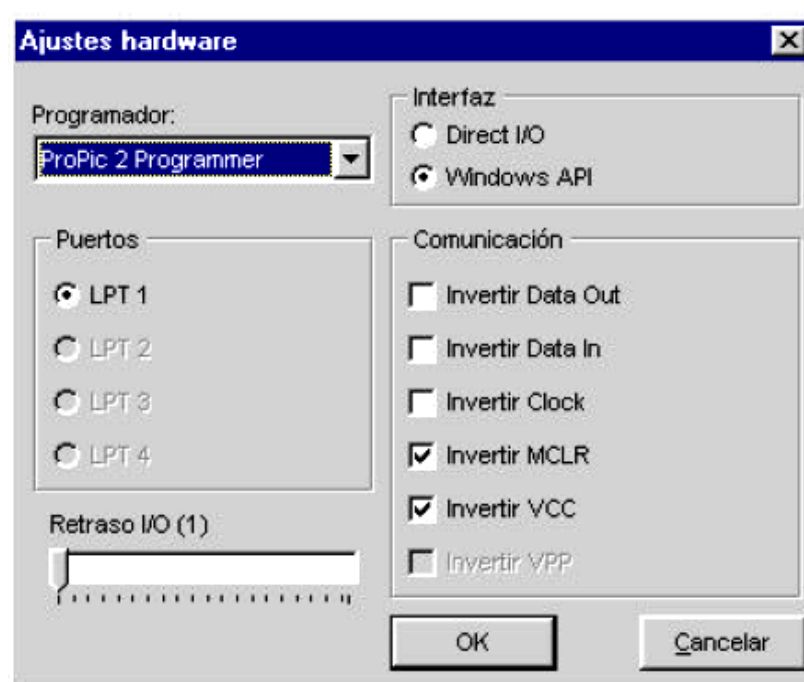 Ajustes hardware
Programador:
ProPic 2 Programmer
Interfaz
Direct I/O
Windows API
Puertos
LPT 1
LPT 2
LPT 3
LPT 4
Comunicación
Invertir Data Out
Invertir Data In
Invertir Clock
Invertir MCLR
Invertir VCC
Invertir VPP
Retraso I/O (1)
OK
Cancelar